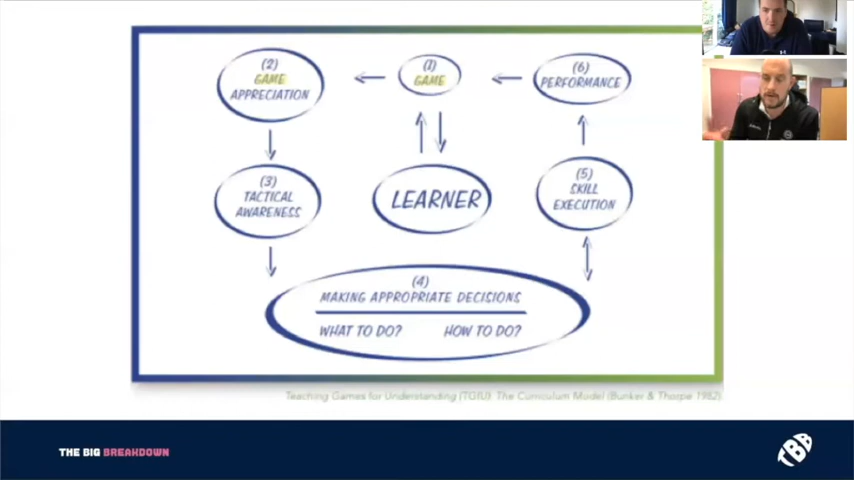 (2)
GAME
APPRECIATION
(1)
GAME
(6)
PERFORMANCE
(3)
TACTICAL
AWARENESS
LEARNER
(5)
SKILL
EXECUTION
(4)
MAKING APPROPRIATE DECISIONS
WHAT TO DO? HOW TO DO?
Teaching Games for Understanding (TGfU): The Curriculum Model (Bunker & Thorpe 1982)
THE BIG BREAKDOWN
TBB